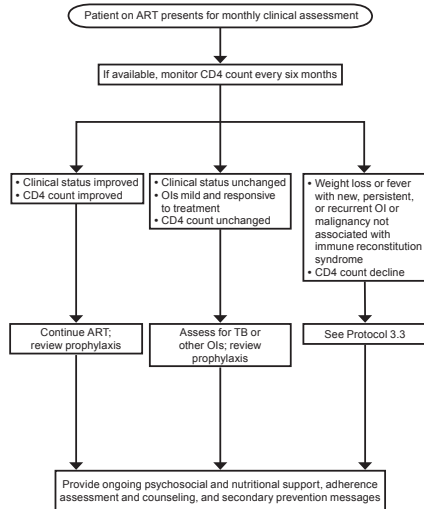 Patient on ART presents for monthly clinical assessment
If available, monitor CD4 count every six months
• Clinical status improved
• CD4 count improved
• Clinical status unchanged
• OIs mild and responsive
to treatment
• CD4 count unchanged
• Weight loss or fever
with new, persistent,
or recurrent OI or
malignancy not
associated with
immune reconstitution
syndrome
• CD4 count decline
Continue ART;
review prophylaxis
Assess for TB or
other OIs; review
prophylaxis
See Protocol 3.3
Provide ongoing psychosocial and nutritional support, adherence
assessment and counseling, and secondary prevention messages